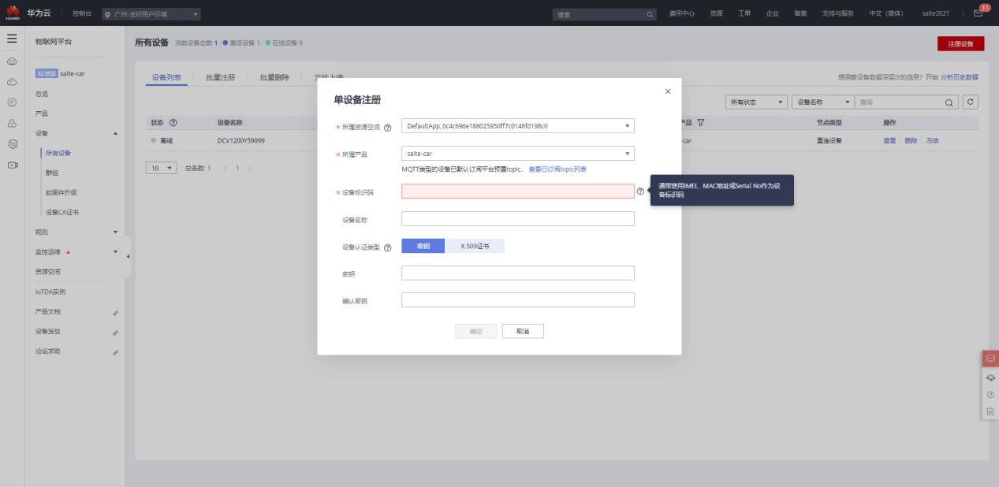 HUAWEI
华为云
控制台
广州-友好用户环境
搜索
费用中心
资源
工单
企业
备案
支持与服务
中文（简体）
saite2021
11
物联网平台
标准版 saite-car
总览
产品
设备
所有设备
群组
软固件升级
设备CA证书
规则
监控运维
资源空间
IoTDA实例
产品文档
设备发放
论坛求助
所有设备 当前设备总数 1 激活设备 1 在线设备 0
注册设备
设备列表
批量注册
批量删除
文件上传
想洞察设备数据深层次的信息？开始 分析历史数据
所有状态
设备名称
查询
状态
设备名称
产品
节点类型
操作
离线
DCV1200Y59999
-car
直连设备
查看 删除 冻结
10
总条数: 1
1
单设备注册
* 所属资源空间
DefaultApp_0c4c696e188025950ff7c0148fd198c0
* 所属产品
saite-car
MQTT类型的设备已默认订阅平台预置topic， 查看已订阅topic列表
* 设备标识码
通常使用IMEI、MAC地址或Serial No作为设
备标识码
设备名称
设备认证类型
密钥
X.509证书
密钥
确认密钥
确定
取消